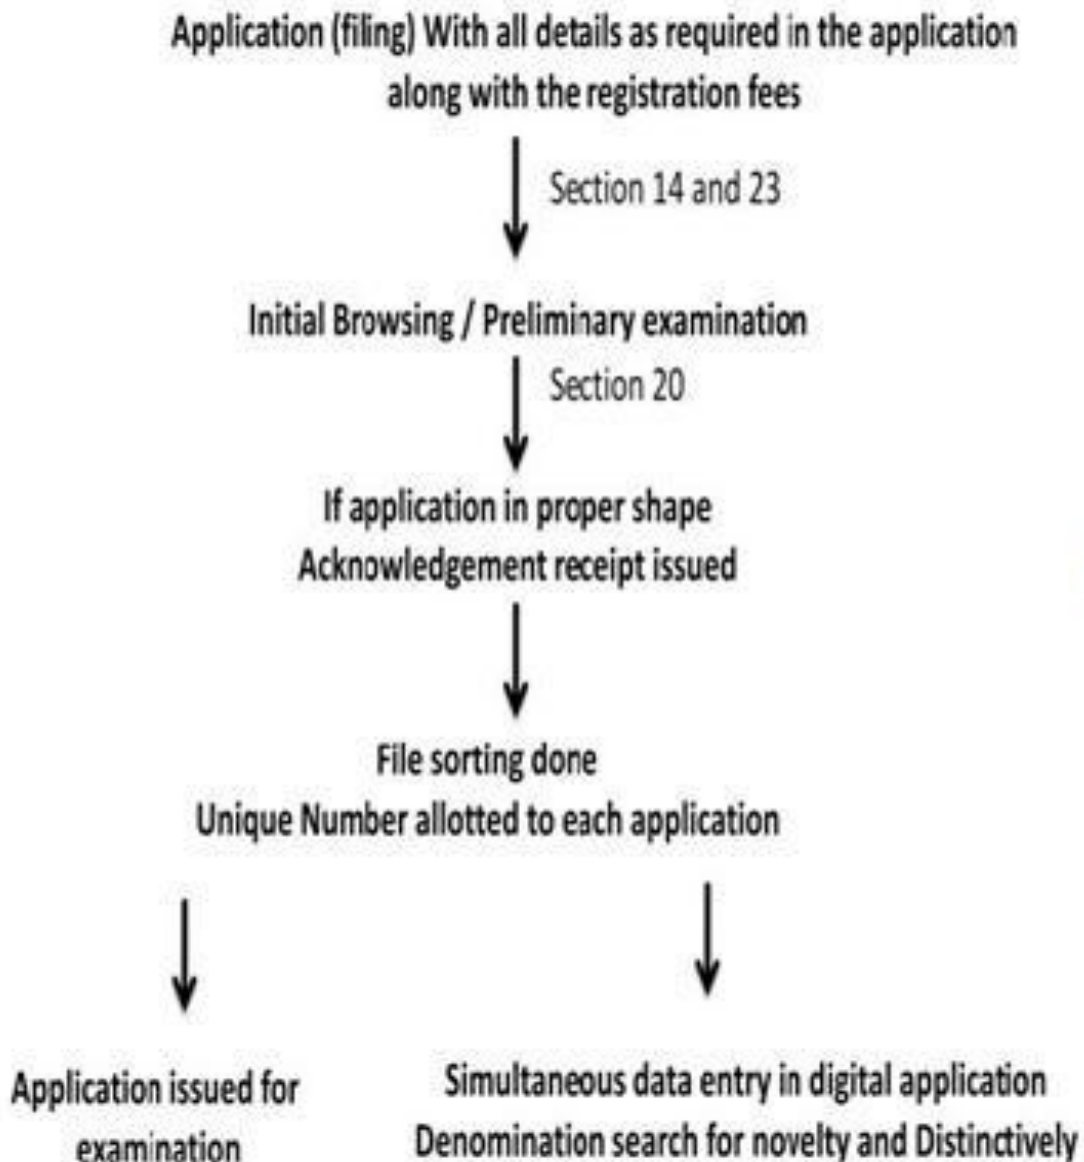 Application (filing) With all details as required in the application
along with the registration fees
Section 14 and 23
Initial Browsing / Preliminary examination
Section 20
If application in proper shape
Acknowledgement receipt issued
File sorting done
Unique Number allotted to each application
Application issued for
examination
Simultaneous data entry in digital application
Denomination search for novelty and Distinctively